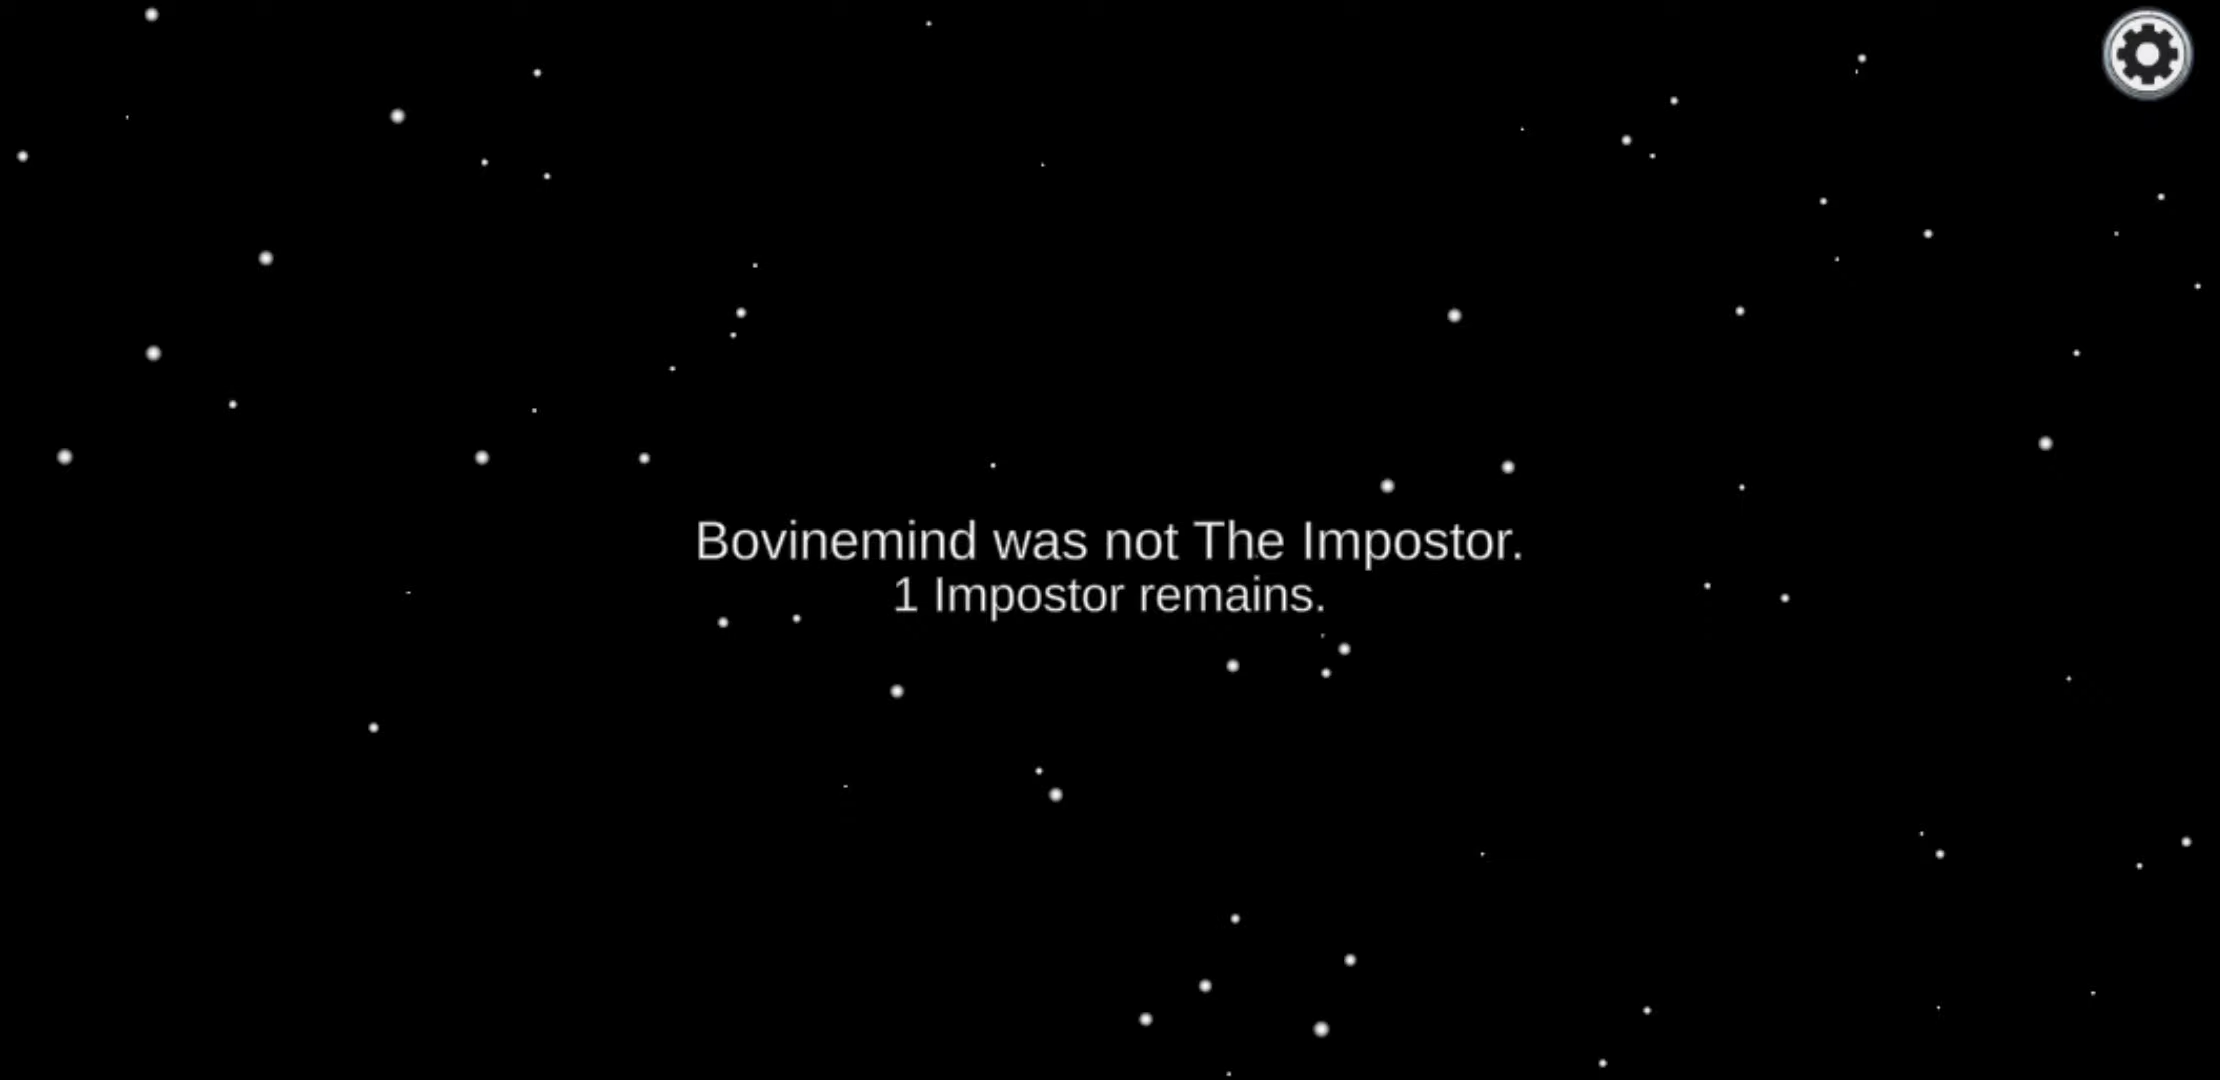 Bovinemind was not The Impostor.
1 Impostor remains.